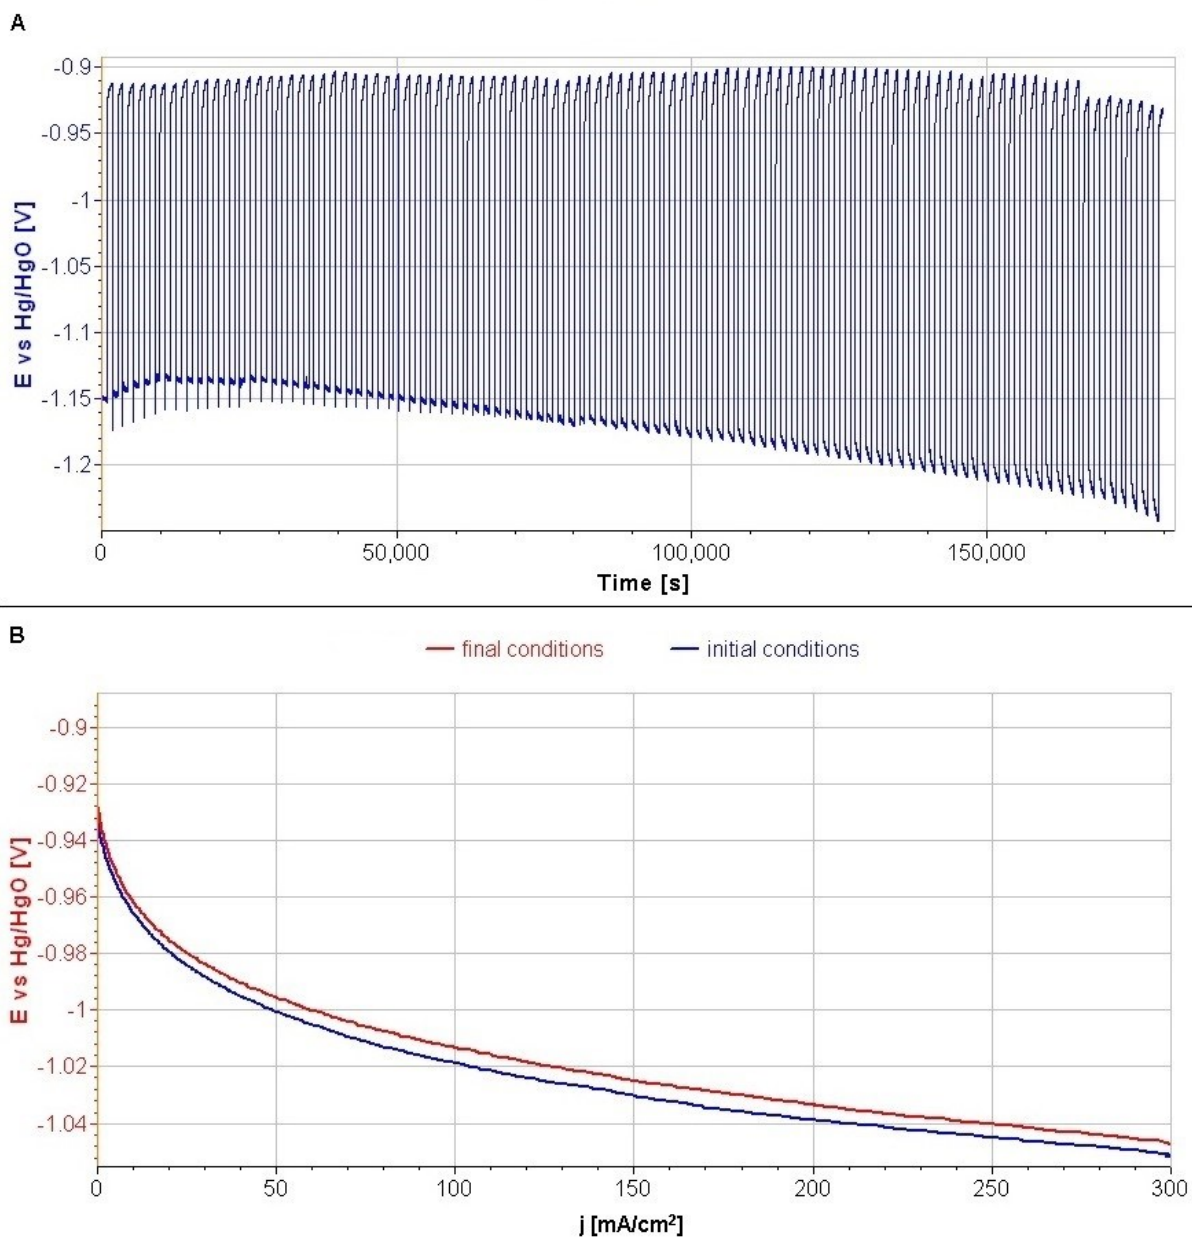 A
-0.9
-0.95
-1
-1.05
-1.1
-1.15
-1.2
E vs Hg/HgO [V]
0 50,000 100,000 150,000
Time [s]
B
final conditions initial conditions
-0.9
-0.92
-0.94
-0.96
-0.98
-1
-1.02
-1.04
E vs Hg/HgO [V]
0 50 100 150 200 250 300
j [mA/cm²]